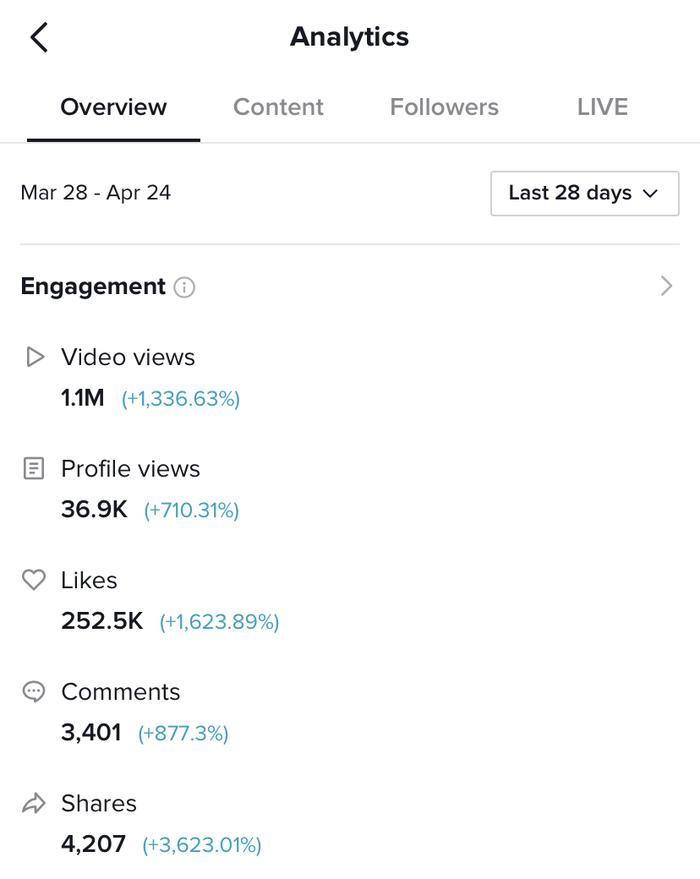 Analytics
Overview Content Followers LIVE
Mar 28 - Apr 24 Last 28 days
Engagement
Video views
1.1M (+1,336.63%)
Profile views
36.9K (+710.31%)
Likes
252.5K (+1,623.89%)
Comments
3,401 (+877.3%)
Shares
4,207 (+3,623.01%)